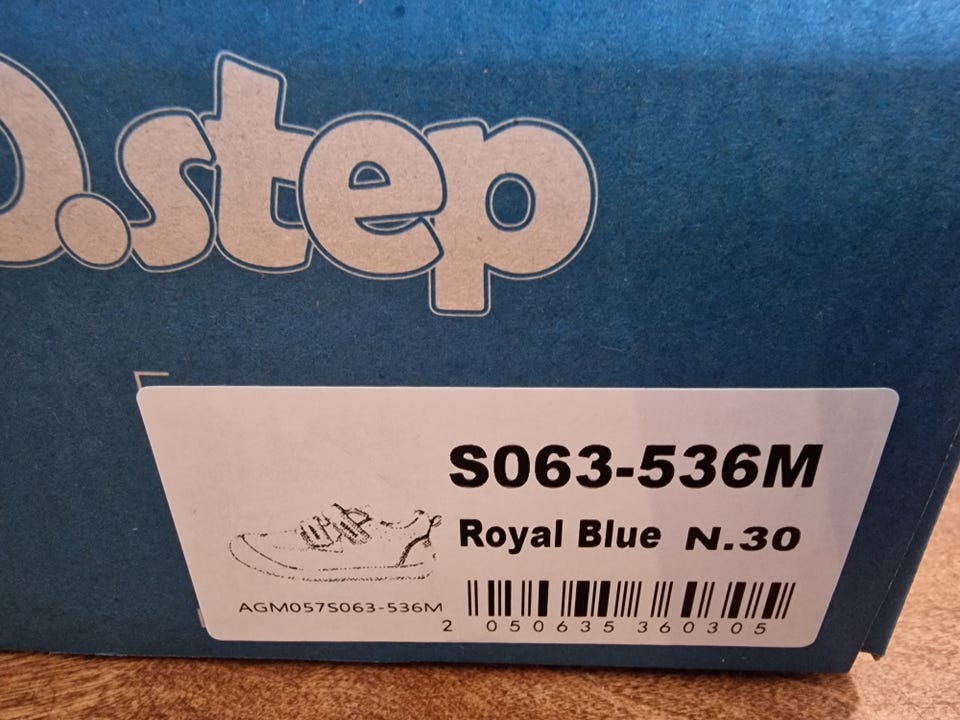 D.step
S063-536M
Royal Blue N.30
AGM057S063-536M
2 050635 360305